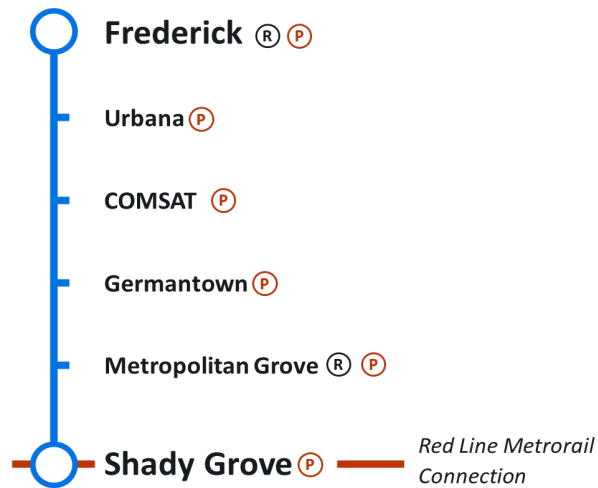 Frederick R P
Urbana P
COMSAT P
Germantown P
Metropolitan Grove R P
Shady Grove P
Red Line Metrorail
Connection